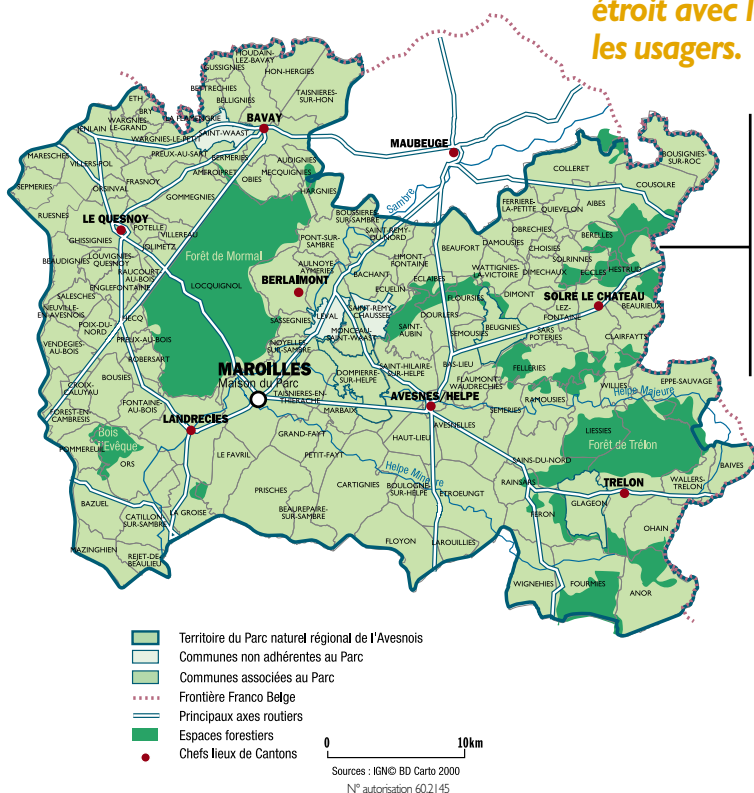 étroit avec l
les usagers.
HOUDAIN-
LEZ-BAVAY
GUSSIGNIES
HON-HERGIES
BETTRECHIES
TAISNIERES-
SUR-HON
BELLIGNIES
ETH
BRY
WARGNIES-
LE-GRAND
LA FLAMENGRIE
BAVAY
JENLAIN
WARGNIES-LE-PETIT
SAINT-WAAST
MAUBEUGE
MARESCHES
VILLERS-POL
PREUX-AU-SART
BERMERIES
AUDIGNIES
MECQUIGNIES
BOUSIGNIES-
SUR-ROC
COLLERET
COUSOLRE
SEPMERIES
ORSINVAL
FRASNOY
AMFROIPRET
OBIES
HARGNIES
Sambre
GOMMEGNIES
FERRIERE-
LA-PETITE
QUIEVELON
AIBES
RUESNES
LE QUESNOY
POTELLE
VILLEREAU
BOUSSIERES-
SUR-SAMBRE
SAINT-REMY-
DU-NORD
OBRECHIES
BERELLES
GHISSIGNIES
JOLIMETZ
PONT-SUR-
SAMBRE
BEAUFORT
DAMOUSIES
CHOISIES
BEAUDIGNIES
LOUVIGNIES-
QUESNOY
Forêt de Mormal
AULNOYE-
AYMERIES
LIMONT-
FONTAINE
WATTIGNIES-
LA-VICTOIRE
SOLRINNES
DIMECHAUX
ECCLES
HESTRUD
RAUCOURT-
AU-BOIS
ENGLEFONTAINE
LOCQUIGNOL
BERLAIMONT
BACHANT
ECLAIBES
ECUELIN
FLOURSIES
DIMONT
SOLRE LE CHATEAU
SALESCHES
NEUVILLE-
EN-AVESNOIS
HECQ
SASSEGNIES
LEVAL
SAINT-REMY-
CHAUSSEE
DOURLERS
LEZ-
FONTAINE
BEAURIEUX
POIX-DU-
NORD
PREUX-AU-BOIS
MONCEAU-
SAINT-WAAST
SAINT-
AUBIN
SEMOUSIES
BEUGNIES
SARS
POTERIES
CLAIRFAYTS
VENDEGIES-
AU-BOIS
ROBERSART
NOYELLES-
SUR-SAMBRE
SAINT-HILAIRE-
SUR-HELPE
BAS-LIEU
FELLERIES
MAROILLES
Maison du Parc
DOMPIERRE-
SUR-HELPE
FLAUMONT-
WAUDRECHIES
WILLIES
EPPE-SAUVAGE
BOUSIES
CROIX-
CALUYAU
TAISNIERES-EN-
THIERACHE
RAMOUSIES
Helpe Majeure
FONTAINE-
AU-BOIS
FOREST-EN-
CAMBRESIS
MARBAIX
AVESNES/HELPE
SEMERIES
LANDRECIES
AVESNELLES
LIESSIES
Bois
l'Evêque
GRAND-FAYT
HAUT-LIEU
Forêt de Trélon
POMMEREUIL
ORS
LE FAVRIL
PETIT-FAYT
Helpe Mineure
SAINS-DU-NORD
BAIVES
WALLERS-
TRELON
BAZUEL
PRISCHES
CARTIGNIES
BOULOGNE-
SUR-HELPE
ETROEUNGT
RAINSARS
TRELON
GLAGEON
CATILLON-
SUR-SAMBRE
LA GROISE
BEAUREPAIRE-
SUR-SAMBRE
FERON
OHAIN
MAZINGHIEN
REJET-DE-
BEAULIEU
FLOYON
LAROUILLIES
WIGNEHIES
FOURMIES
ANOR
Territoire du Parc naturel régional de l'Avesnois
Communes non adhérentes au Parc
Communes associées au Parc
Frontière Franco Belge
Principaux axes routiers
Espaces forestiers
Chefs lieux de Cantons
0 10km
Sources : IGN© BD Carto 2000
N° autorisation 60.2145